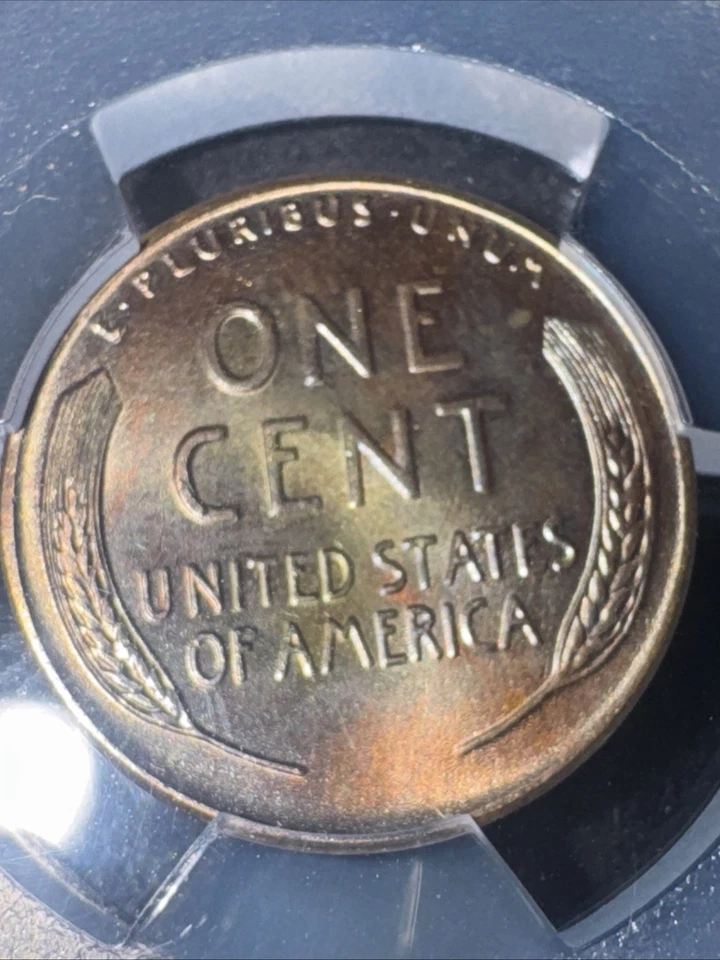 E·PLURIBUS·UNUM
ONE
CENT
UNITED STATES
OF AMERICA